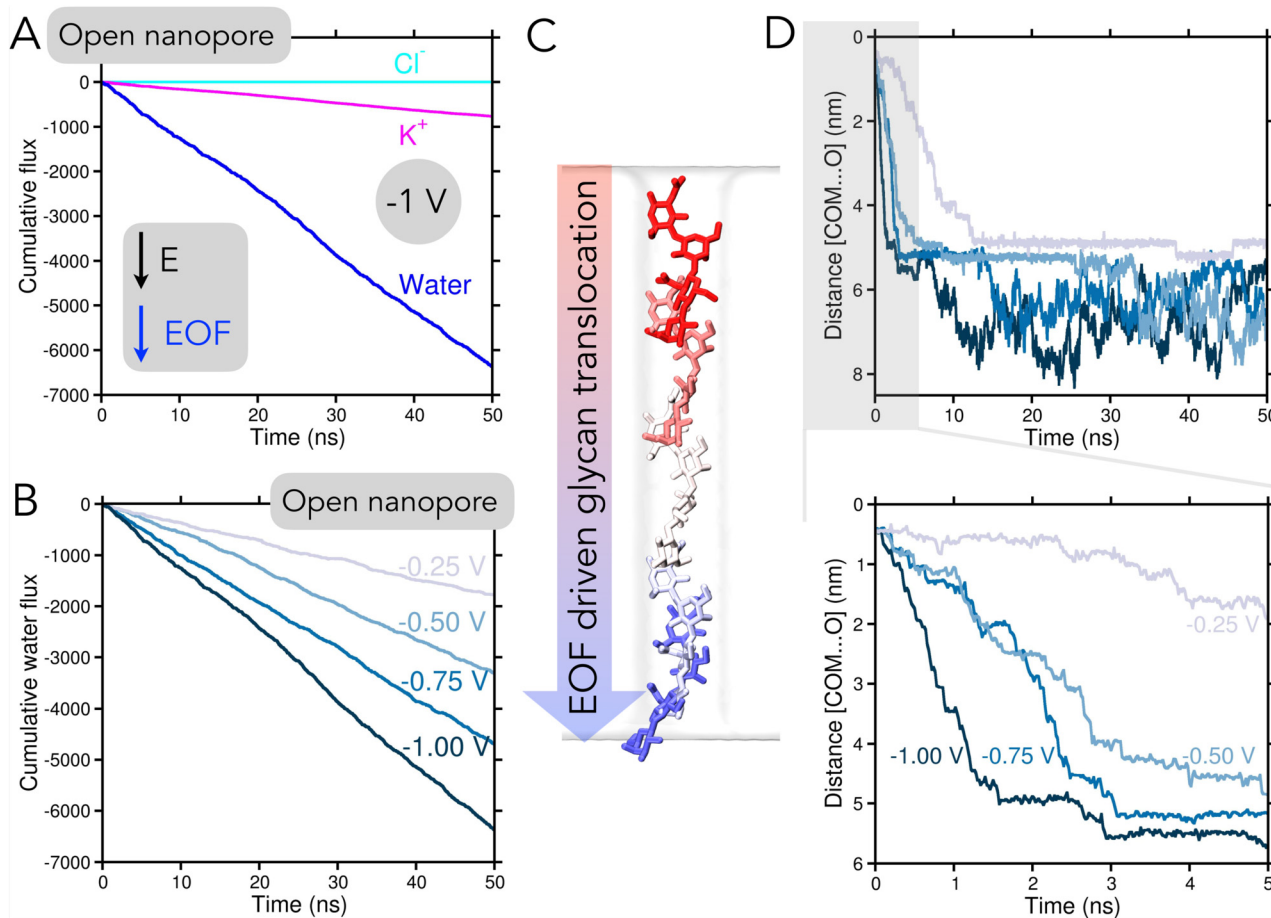 A
Open nanopore
Cl⁻
K⁺
-1 V
Water
E
EOF
Cumulative flux
0
-1000
-2000
-3000
-4000
-5000
-6000
-7000
0 10 20 30 40 50
Time (ns)
B
Open nanopore
-0.25 V
-0.50 V
-0.75 V
-1.00 V
Cumulative water flux
0
-1000
-2000
-3000
-4000
-5000
-6000
-7000
0 10 20 30 40 50
Time (ns)
C
EOF driven glycan translocation
D
Distance [COM...O] (nm)
0
2
4
6
8
0 10 20 30 40 50
Time (ns)
Distance [COM...O] (nm)
0
1
2
3
4
5
6
-0.25 V
-1.00 V
-0.75 V
-0.50 V
0 1 2 3 4 5
Time (ns)